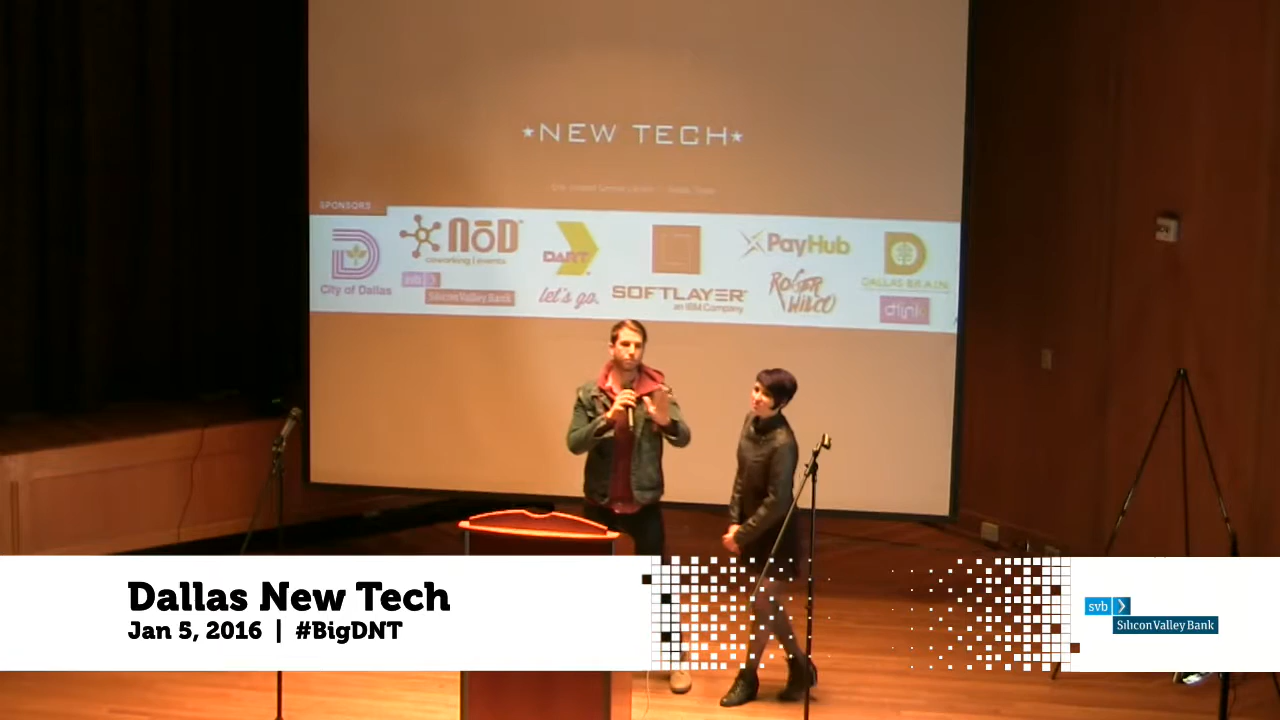 ★NEW TECH★
SPONSORS
City of Dallas
NŌD™
coworking | events
svb
Silicon Valley Bank
DART
let's go.
SOFTLAYER®
an IBM Company
PayHub
ROGER
WILCO
D
DALLAS BRAIN
Dallas New Tech
Jan 5, 2016 | #BigDNT
svb
Silicon Valley Bank